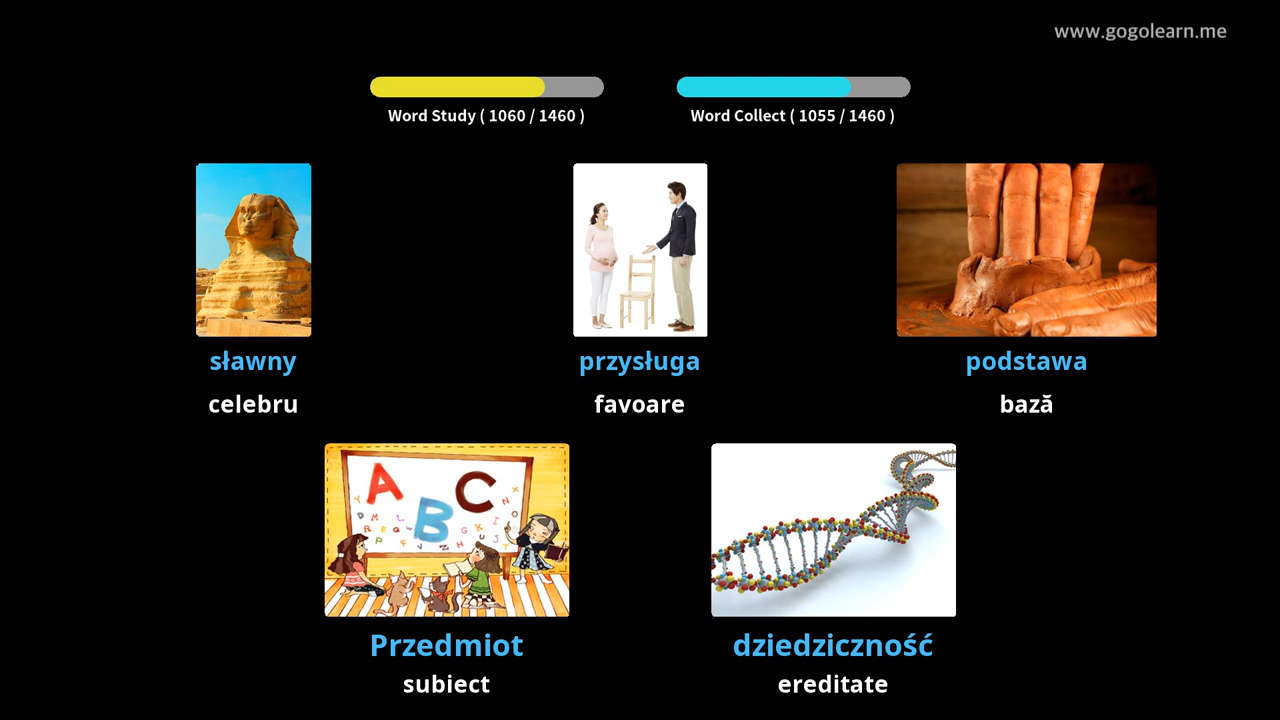 www.gogolearn.me
Word Study ( 1060 / 1460 )
Word Collect ( 1055 / 1460 )
sławny
celebru
przysługa
favoare
podstawa
bază
A
B
C
Przedmiot
subiect
dziedziczność
ereditate